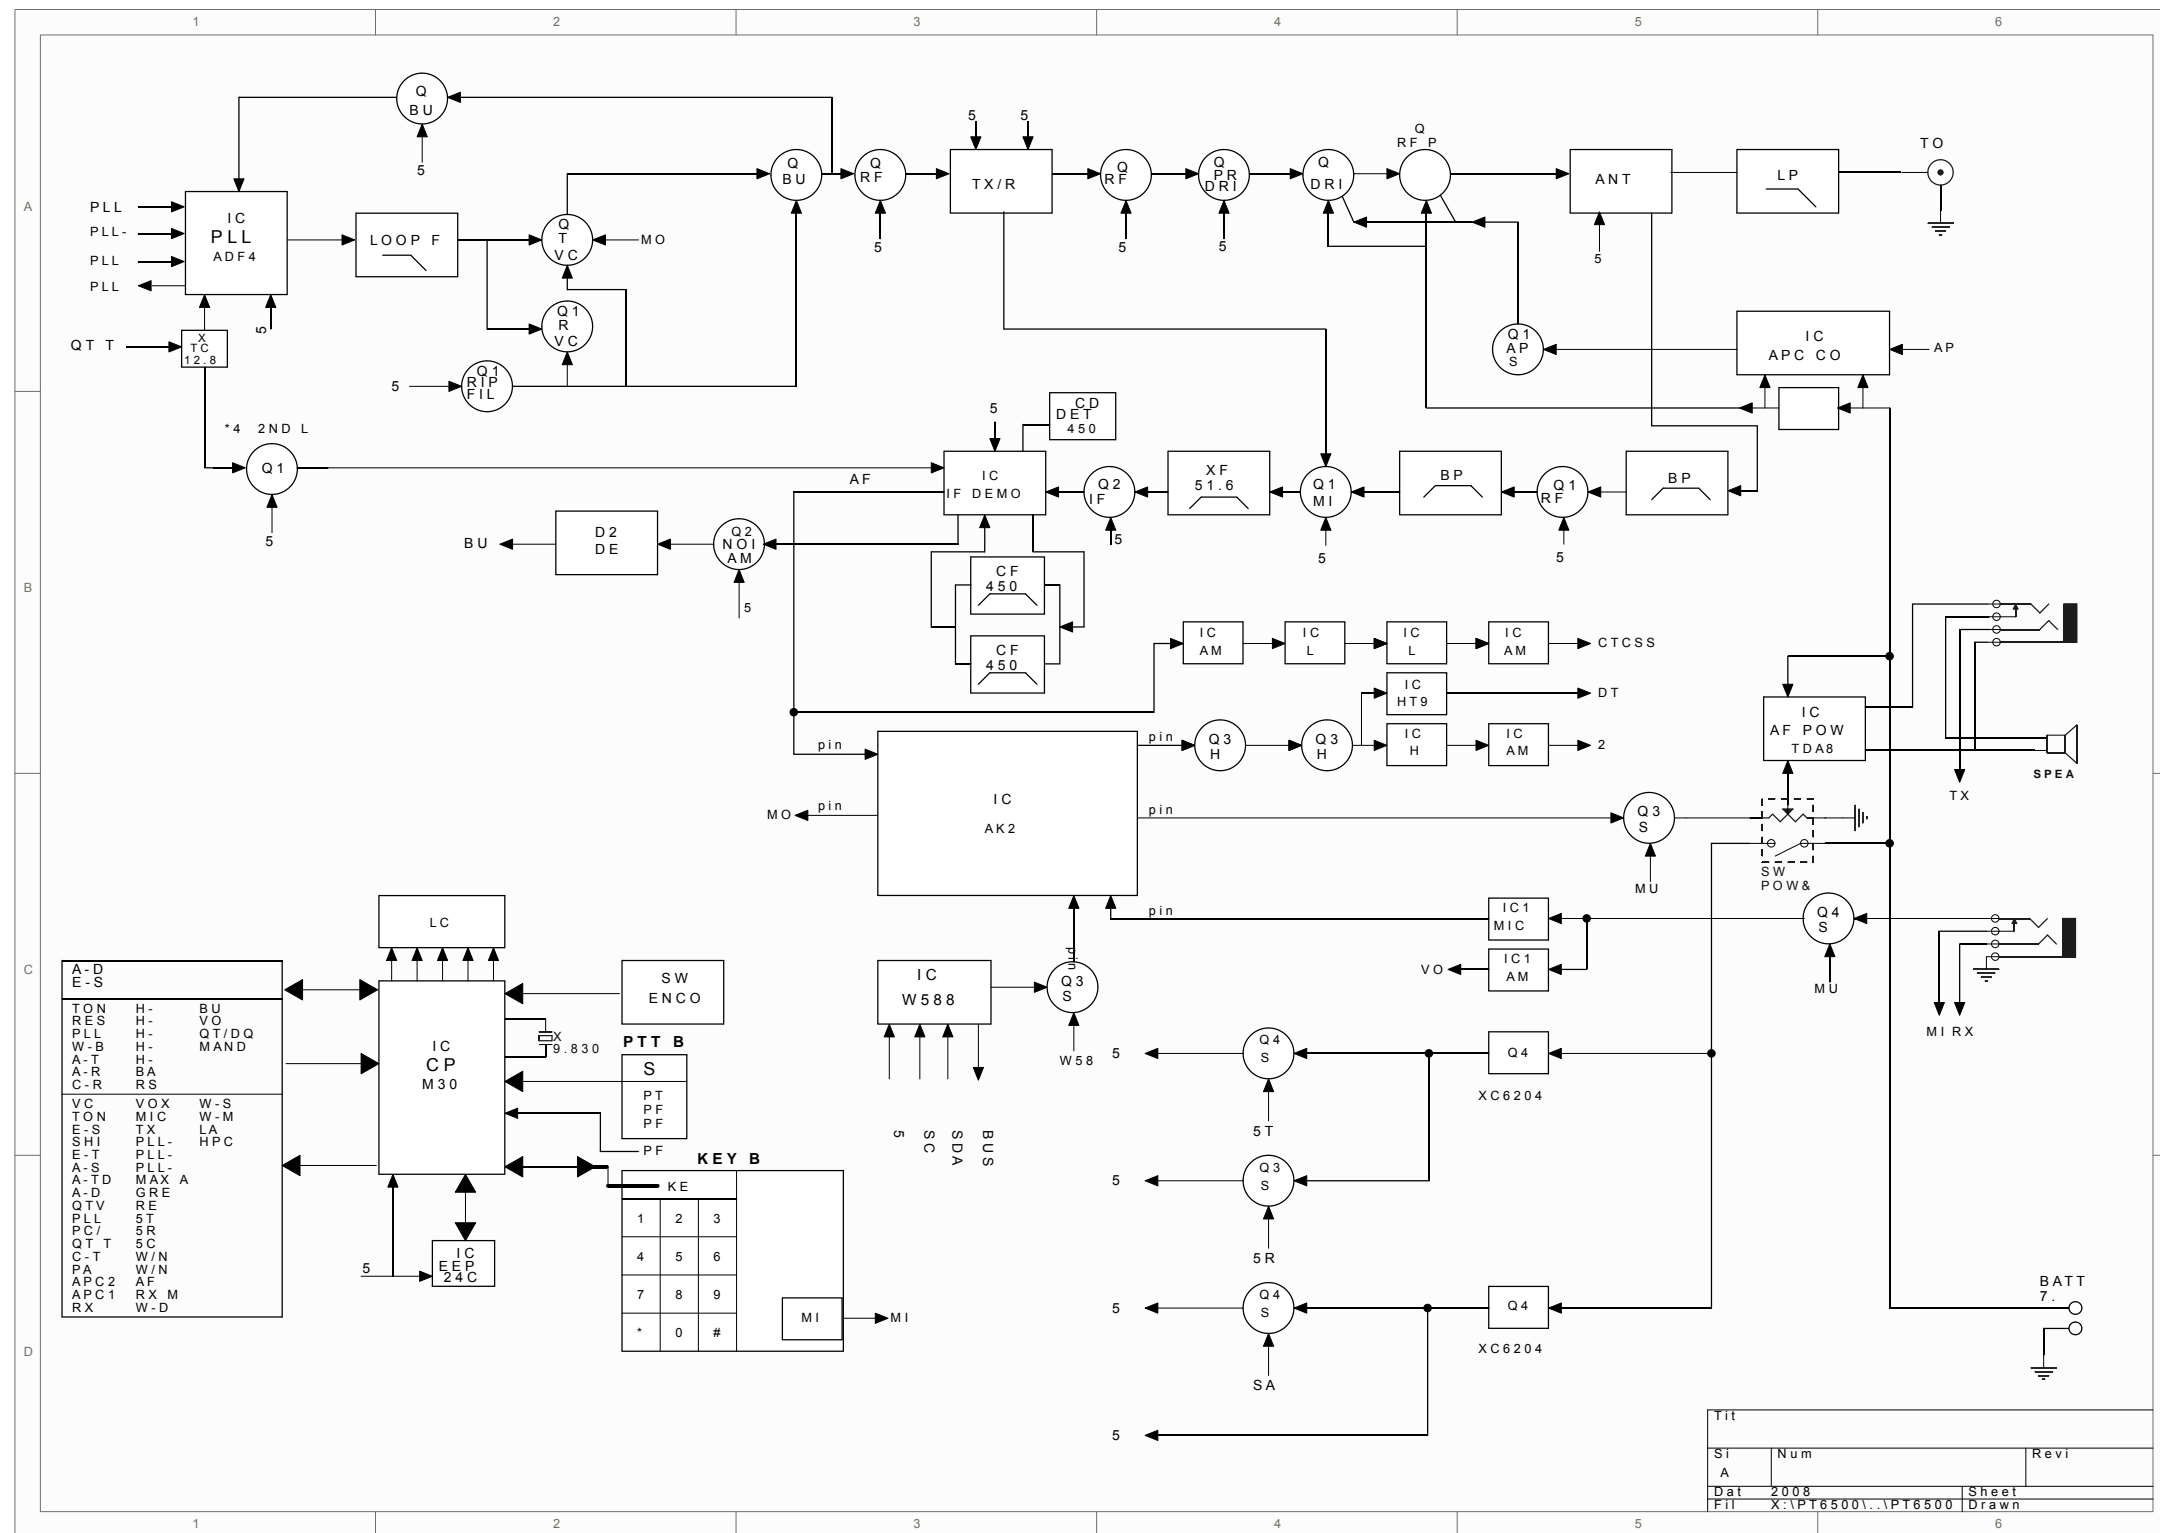 1 2 3 4 5 6
A
B
C
D
Q
BU
5
PLL
PLL-
PLL
PLL
IC
PLL
ADF4
5
QT T
X
TC
12.8
LOOP F
Q
T
VC
MO
Q1
R
VC
5
Q1
RIP
FIL
Q
BU
Q
RF
5
5
5
TX/R
Q
RF
5
Q
PR
DRI
5
Q
DRI
Q
RF P
ANT
5
LP
TO
Q1
AP
S
IC
APC CO
AP
*4 2ND L
Q1
5
AF
5
CD
DET
450
IC
IF DEMO
Q2
IF
5
XF
51.6
Q1
MI
5
BP
Q1
RF
5
BP
BU
D2
DE
Q2
NOI
AM
5
CF
450
CF
450
IC
AM
IC
L
IC
L
IC
AM
CTCSS
IC
HT9
DT
pin
pin
Q3
H
Q3
H
IC
H
IC
AM
2
IC
AF POW
TDA8
SPEA
TX
MO
pin
IC
AK2
pin
Q3
S
MU
SW
POW&
pin
IC1
MIC
Q4
S
MU
VO
IC1
AM
MI RX
LC
A-D
E-S
TON H- BU
RES H- VO
PLL H- QT/DQ
W-B H- MAND
A-T H-
A-R BA
C-R RS
VC VOX W-S
TON MIC W-M
E-S TX LA
SHI PLL- HPC
E-T PLL-
A-S PLL-
A-TD MAX A
A-D GRE
QTV RE
PLL 5T
PC/ 5R
QT T 5C
C-T W/N
PA W/N
APC2 AF
APC1 RX M
RX W-D
IC
CP
M30
SW
ENCO
X
9.830
PTT B
S
PT
PF
PF
PF
KEY B
KE
1 2 3
4 5 6
7 8 9
* 0 #
MI
MI
5
IC
EEP
24C
IC
W588
5
SC
SDA
BUS
pin
Q3
S
W58
5
Q4
S
5T
Q4
XC6204
5
Q3
S
5R
5
Q4
S
SA
Q4
XC6204
5
BATT
7.
Tit
Si Num Revi
A
Dat 2008 Sheet
Fil X:\PT6500\..\PT6500 Drawn
1 2 3 4 5 6